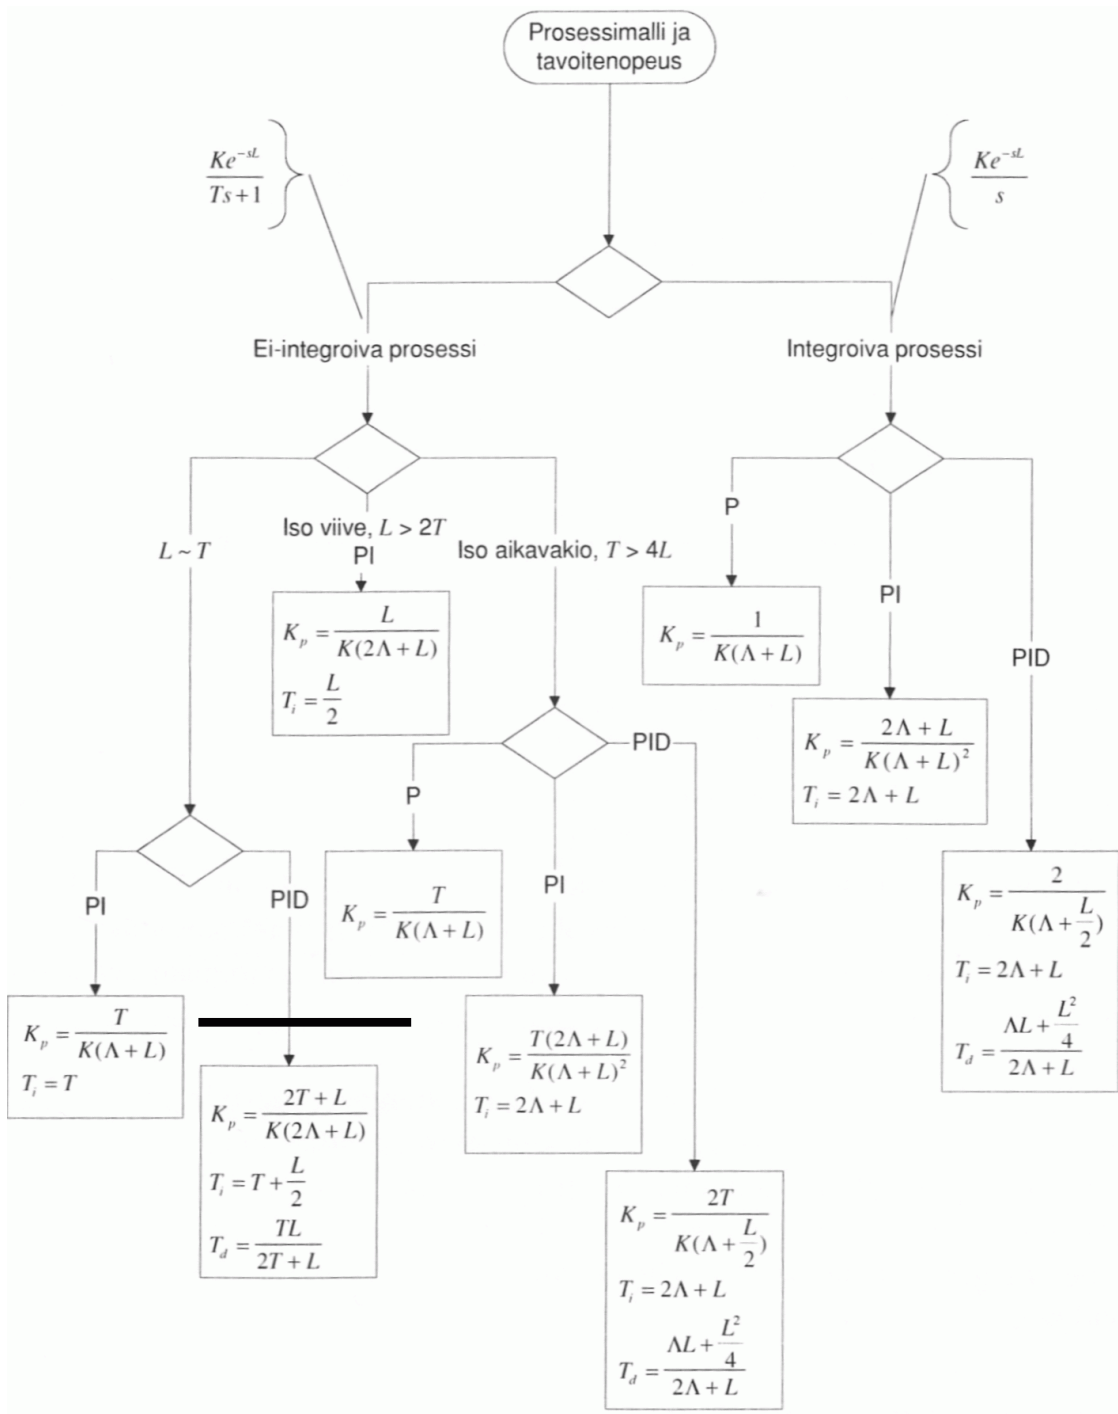 Prosessimalli ja
tavoitenopeus
Ke^{-sL}
Ts+1
Ke^{-sL}
s
Ei-integroiva prosessi
Integroiva prosessi
L ~ T
Iso viive, L > 2T
PI
K_p = L / K(2Λ + L)
T_i = L / 2
Iso aikavakio, T > 4L
P
K_p = 1 / K(Λ + L)
PI
K_p = 2Λ + L / K(Λ + L)^2
T_i = 2Λ + L
PID
K_p = 2 / K(Λ + L/2)
T_i = 2Λ + L
T_d = ΛL + L^2/4 / 2Λ + L
PI
K_p = T / K(Λ + L)
T_i = T
PID
K_p = 2T + L / K(2Λ + L)
T_i = T + L/2
T_d = TL / 2T + L
P
K_p = T / K(Λ + L)
PI
K_p = T(2Λ + L) / K(Λ + L)^2
T_i = 2Λ + L
PID
K_p = 2T / K(Λ + L/2)
T_i = 2Λ + L
T_d = ΛL + L^2/4 / 2Λ + L